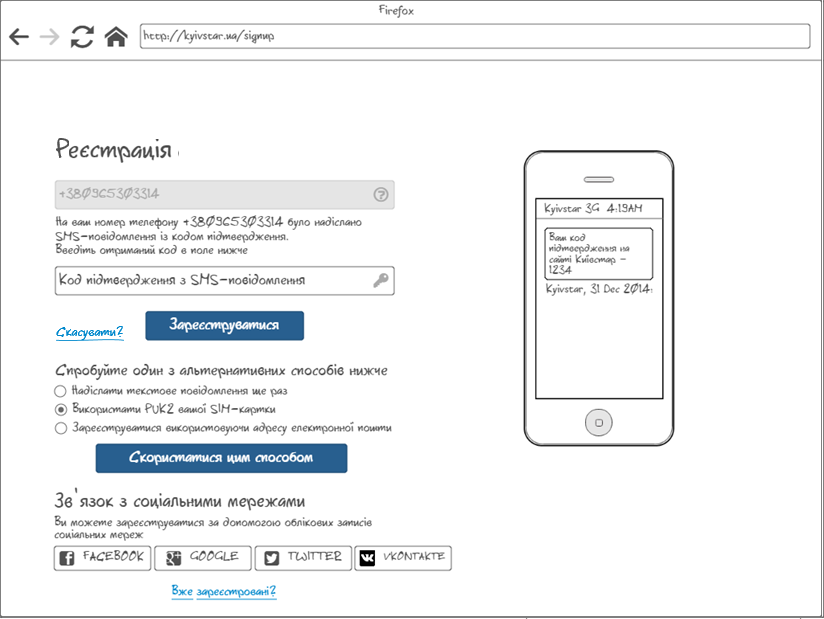 Firefox
http://kyivstar.ua/signup
Реєстрація
+380965303314
На ваш номер телефону +380965303314 було надіслано
SMS-повідомлення із кодом підтвердження.
Введіть отриманий код в поле нижче
Код підтвердження з SMS-повідомлення
Скасувати?
Зареєструватися
Спробуйте один з альтернативних способів нижче
Надіслати текстове повідомлення ще раз
Використати PUK2 вашої SIM-картки
Зареєструватися використовуючи адресу електронної пошти
Скористатися цим способом
Зв'язок з соціальними мережами
Ви можете зареєструватися за допомогою облікових записів
соціальних мереж
FACEBOOK
GOOGLE
TWITTER
VKONTAKTE
Вже зареєстровані?
Kyivstar 3G 4:19AM
Ваш код
підтвердження на
сайті Київстар -
1234
Kyivstar, 31 Dec 2014: